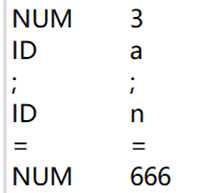 NUM 3
ID a
; ;
ID n
= =
NUM 666